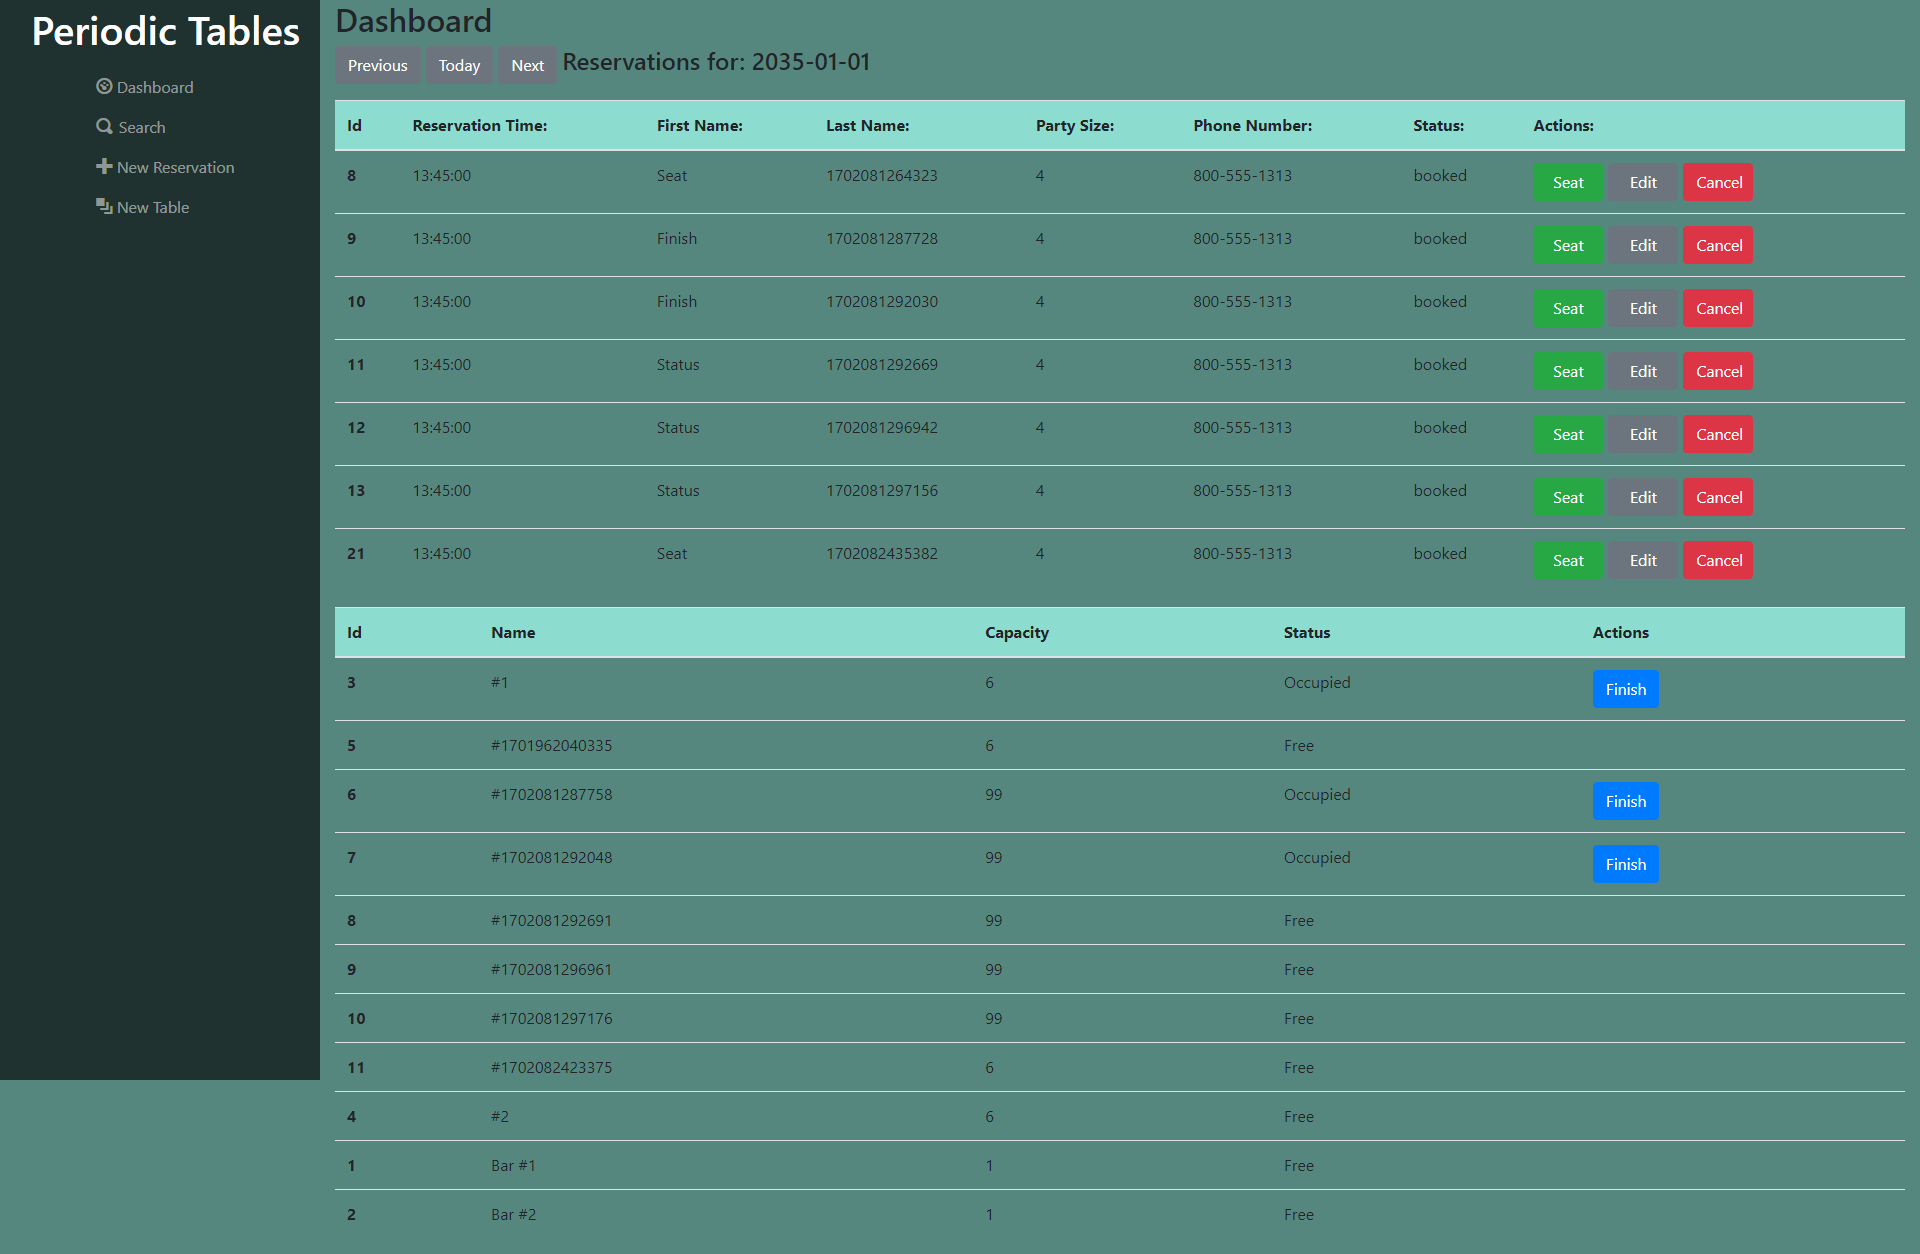 Periodic Tables
Dashboard
Search
New Reservation
New Table
Dashboard
Previous Today Next Reservations for: 2035-01-01
Id Reservation Time: First Name: Last Name: Party Size: Phone Number: Status: Actions:
8 13:45:00 Seat 1702081264323 4 800-555-1313 booked Seat Edit Cancel
9 13:45:00 Finish 1702081287728 4 800-555-1313 booked Seat Edit Cancel
10 13:45:00 Finish 1702081292030 4 800-555-1313 booked Seat Edit Cancel
11 13:45:00 Status 1702081292669 4 800-555-1313 booked Seat Edit Cancel
12 13:45:00 Status 1702081296942 4 800-555-1313 booked Seat Edit Cancel
13 13:45:00 Status 1702081297156 4 800-555-1313 booked Seat Edit Cancel
21 13:45:00 Seat 1702082435382 4 800-555-1313 booked Seat Edit Cancel
Id Name Capacity Status Actions
3 #1 6 Occupied Finish
5 #1701962040335 6 Free
6 #1702081287758 99 Occupied Finish
7 #1702081292048 99 Occupied Finish
8 #1702081292691 99 Free
9 #1702081296961 99 Free
10 #1702081297176 99 Free
11 #1702082423375 6 Free
4 #2 6 Free
1 Bar #1 1 Free
2 Bar #2 1 Free